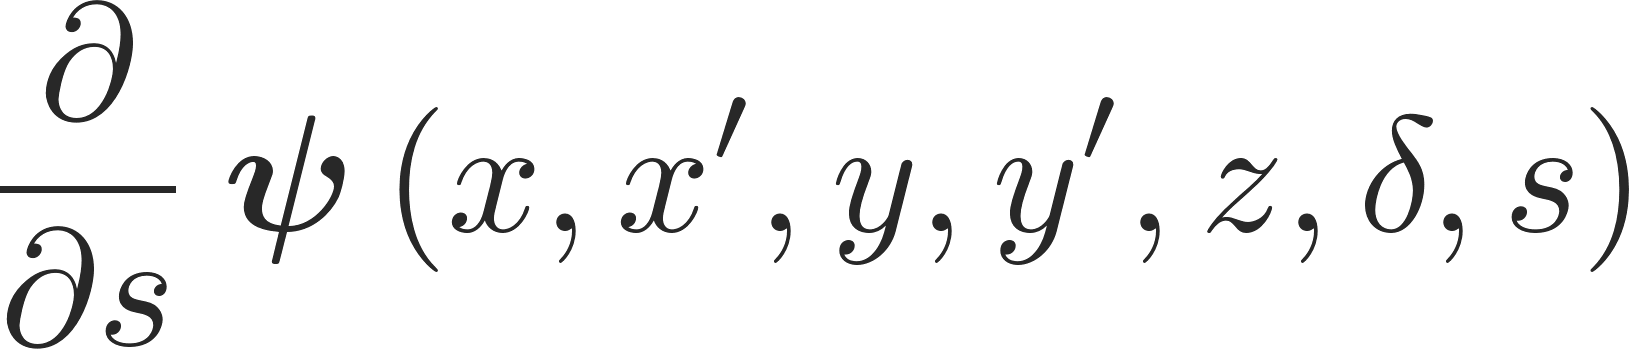 ∂/∂s 𝝍 (x, x′, y, y′, z, δ, s)